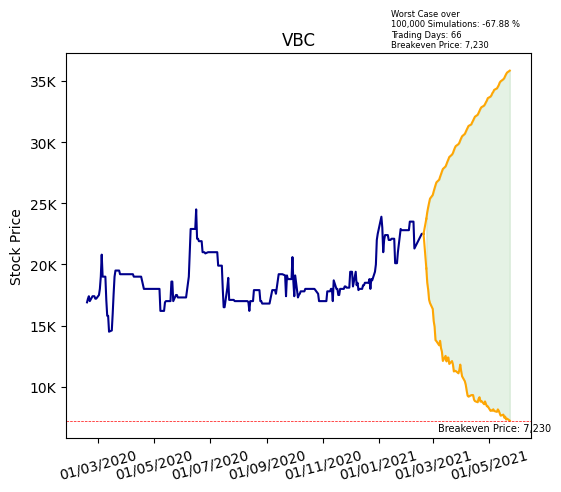 Worst Case over
100,000 Simulations: -67.88 %
Trading Days: 66
Breakeven Price: 7,230
VBC
Stock Price
35K
30K
25K
20K
15K
10K
Breakeven Price: 7,230
01/03/2020
01/05/2020
01/07/2020
01/09/2020
01/11/2020
01/01/2021
01/03/2021
01/05/2021